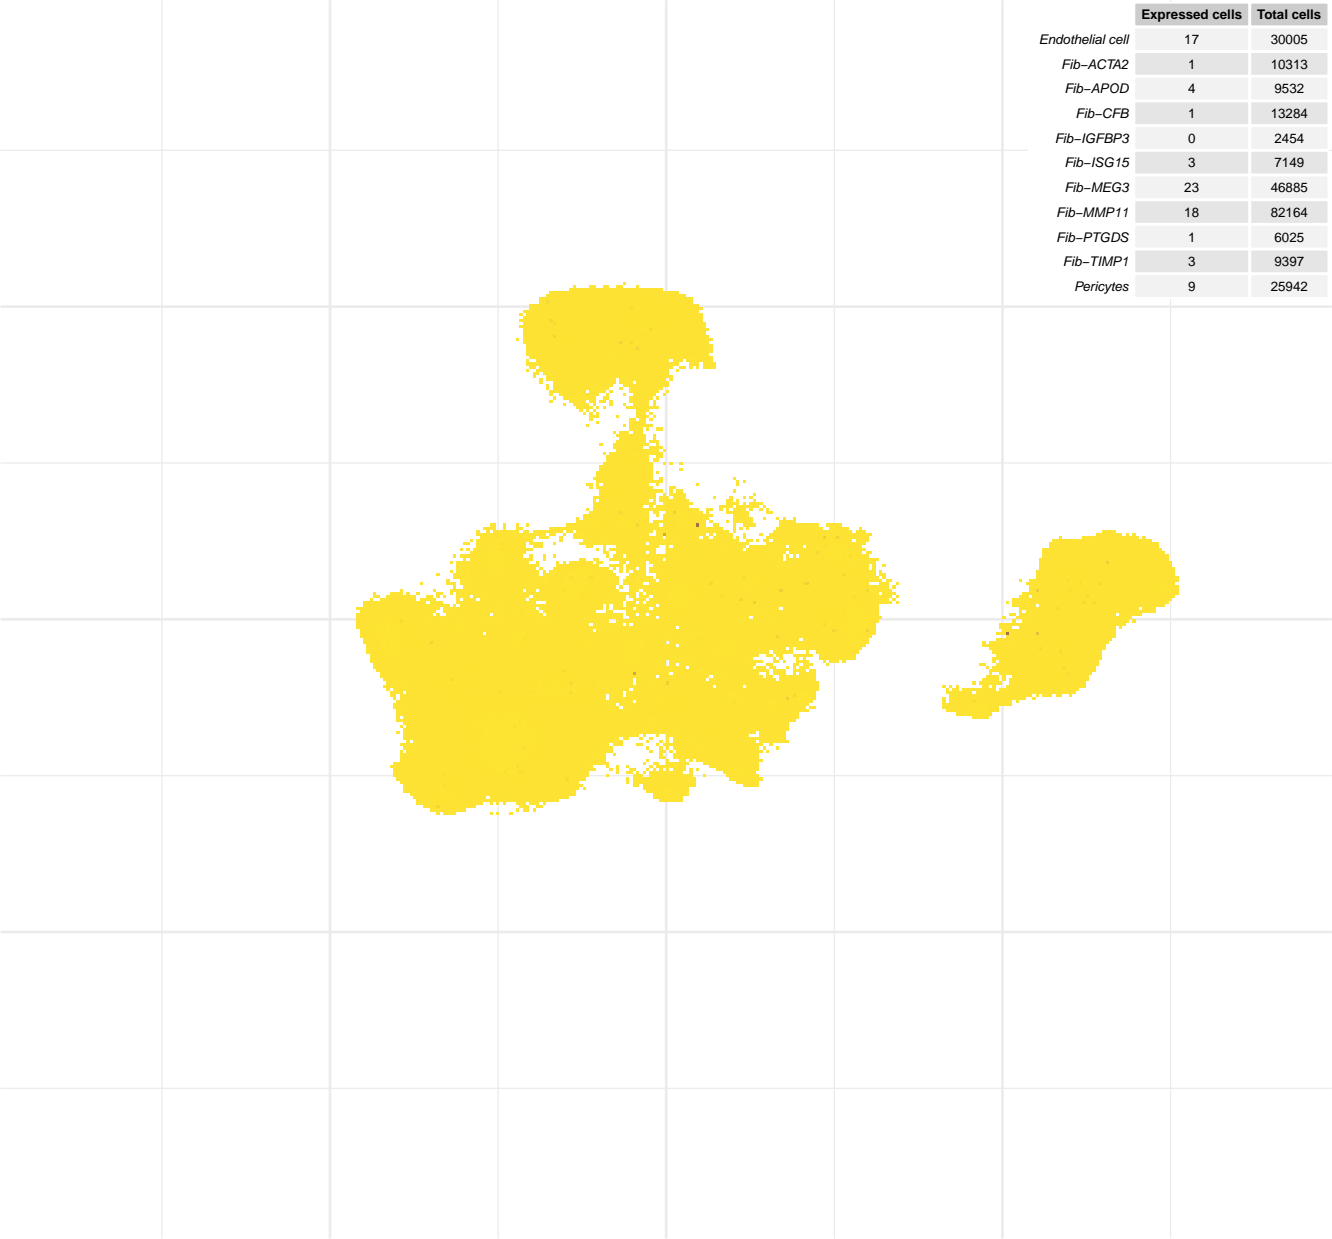 Expressed cells Total cells
Endothelial cell 17 30005
Fib−ACTA2 1 10313
Fib−APOD 4 9532
Fib−CFB 1 13284
Fib−IGFBP3 0 2454
Fib−ISG15 3 7149
Fib−MEG3 23 46885
Fib−MMP11 18 82164
Fib−PTGDS 1 6025
Fib−TIMP1 3 9397
Pericytes 9 25942